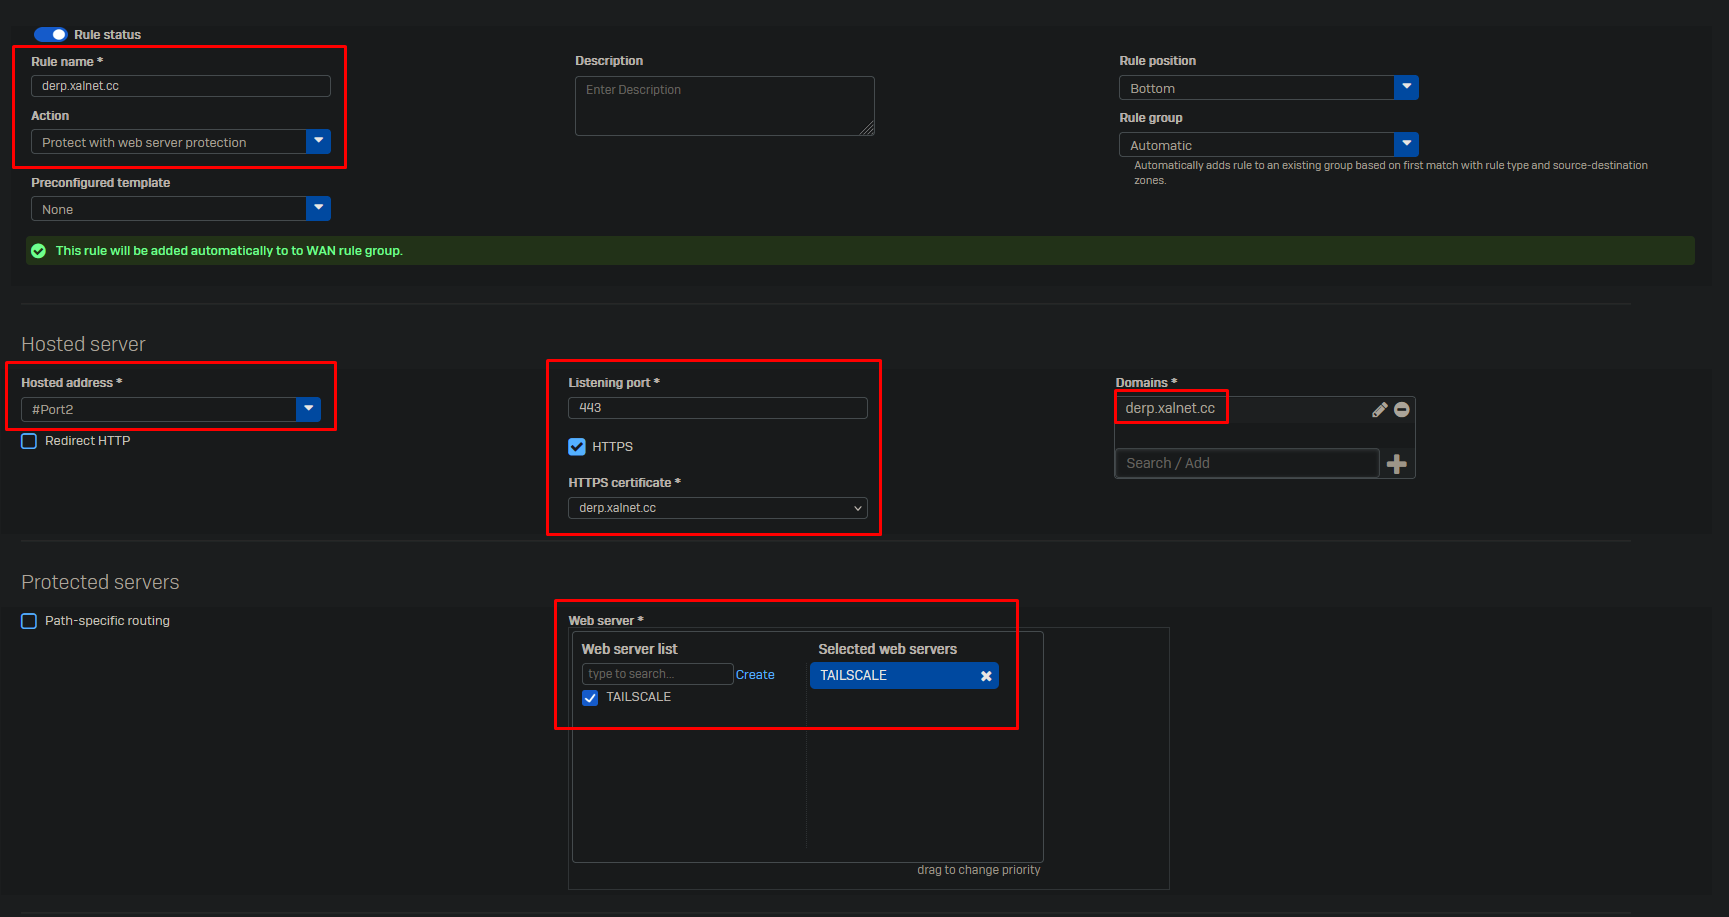 Rule status
Rule name *
derp.xalnet.cc
Action
Protect with web server protection
Preconfigured template
None
Description
Enter Description
Rule position
Bottom
Rule group
Automatic
Automatically adds rule to an existing group based on first match with rule type and source-destination
zones.
This rule will be added automatically to to WAN rule group.
Hosted server
Hosted address *
#Port2
Redirect HTTP
Listening port *
443
HTTPS
HTTPS certificate *
derp.xalnet.cc
Domains *
derp.xalnet.cc
Search / Add
Protected servers
Path-specific routing
Web server *
Web server list
type to search...
Create
TAILSCALE
Selected web servers
TAILSCALE
drag to change priority